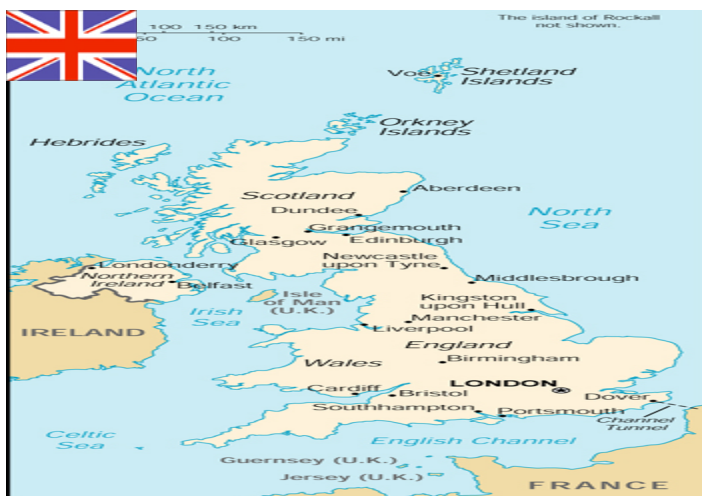 100 150 km
50 100 150 mi
The island of Rockall
not shown.
North
Atlantic
Ocean
Voe
Shetland
Islands
Orkney
Islands
Hebrides
Scotland
Aberdeen
Dundee
North
Sea
Grangemouth
Glasgow
Edinburgh
Newcastle
upon Tyne
Londonderry
Northern
Ireland
Belfast
Middlesbrough
Isle
of Man
(U.K.)
Kingston
upon Hull
Irish
Sea
Manchester
IRELAND
Liverpool
England
Wales
Birmingham
LONDON
Cardiff
Bristol
Dover
Southhampton
Portsmouth
Channel
Tunnel
Celtic
Sea
English Channel
Guernsey (U.K.)
Jersey (U.K.)
FRANCE